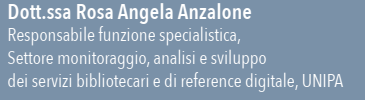 Dott.ssa Rosa Angela Anzalone
Responsabile funzione specialistica,
Settore monitoraggio, analisi e sviluppo
dei servizi bibliotecari e di reference digitale, UNIPA